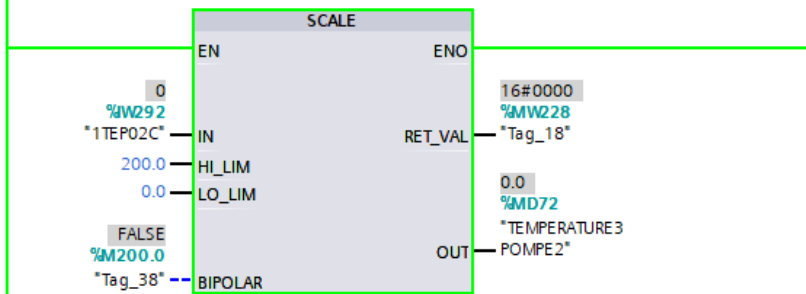 SCALE
EN ENO
0
%IW292
"1TEP02C" IN
200.0 HI_LIM
0.0 LO_LIM
FALSE
%M200.0
"Tag_38" BIPOLAR
16#0000
%MW228
RET_VAL "Tag_18"
0.0
%MD72
"TEMPERATURE3
OUT POMPE2"